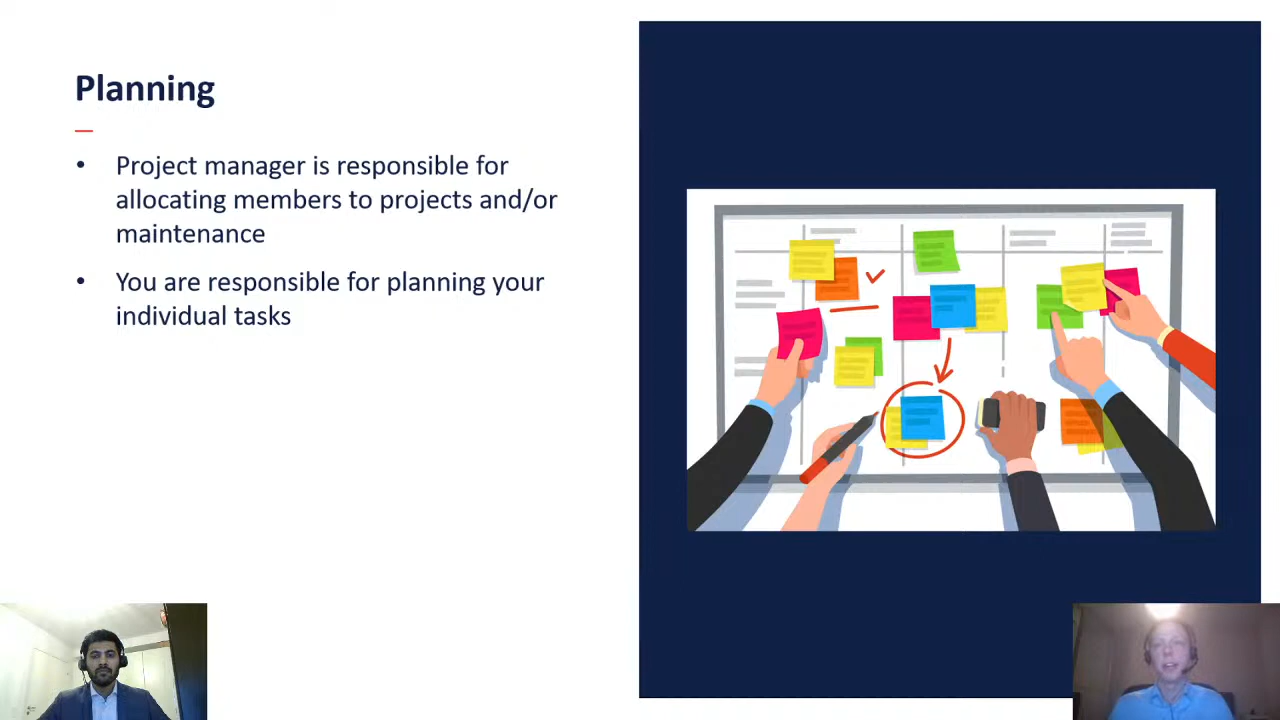 Planning
• Project manager is responsible for
allocating members to projects and/or
maintenance
• You are responsible for planning your
individual tasks